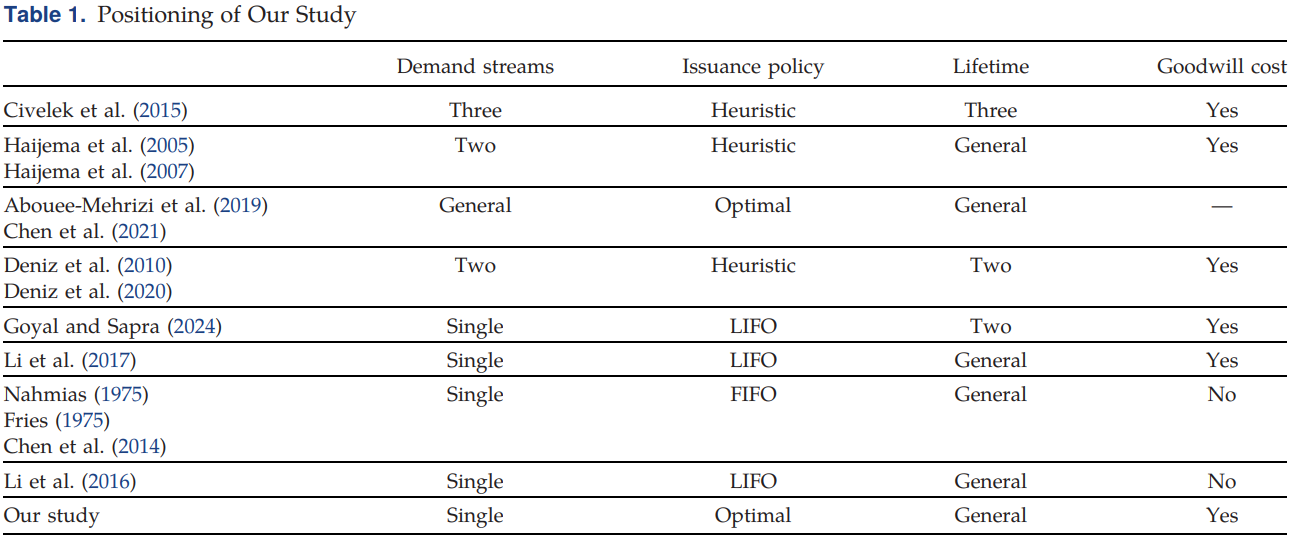 Table 1. Positioning of Our Study
Demand streams Issuance policy Lifetime Goodwill cost
Civelek et al. (2015) Three Heuristic Three Yes
Haijema et al. (2005) Two Heuristic General Yes
Haijema et al. (2007)
Abouee-Mehrizi et al. (2019) General Optimal General —
Chen et al. (2021)
Deniz et al. (2010) Two Heuristic Two Yes
Deniz et al. (2020)
Goyal and Sapra (2024) Single LIFO Two Yes
Li et al. (2017) Single LIFO General Yes
Nahmias (1975) Single FIFO General No
Fries (1975)
Chen et al. (2014)
Li et al. (2016) Single LIFO General No
Our study Single Optimal General Yes